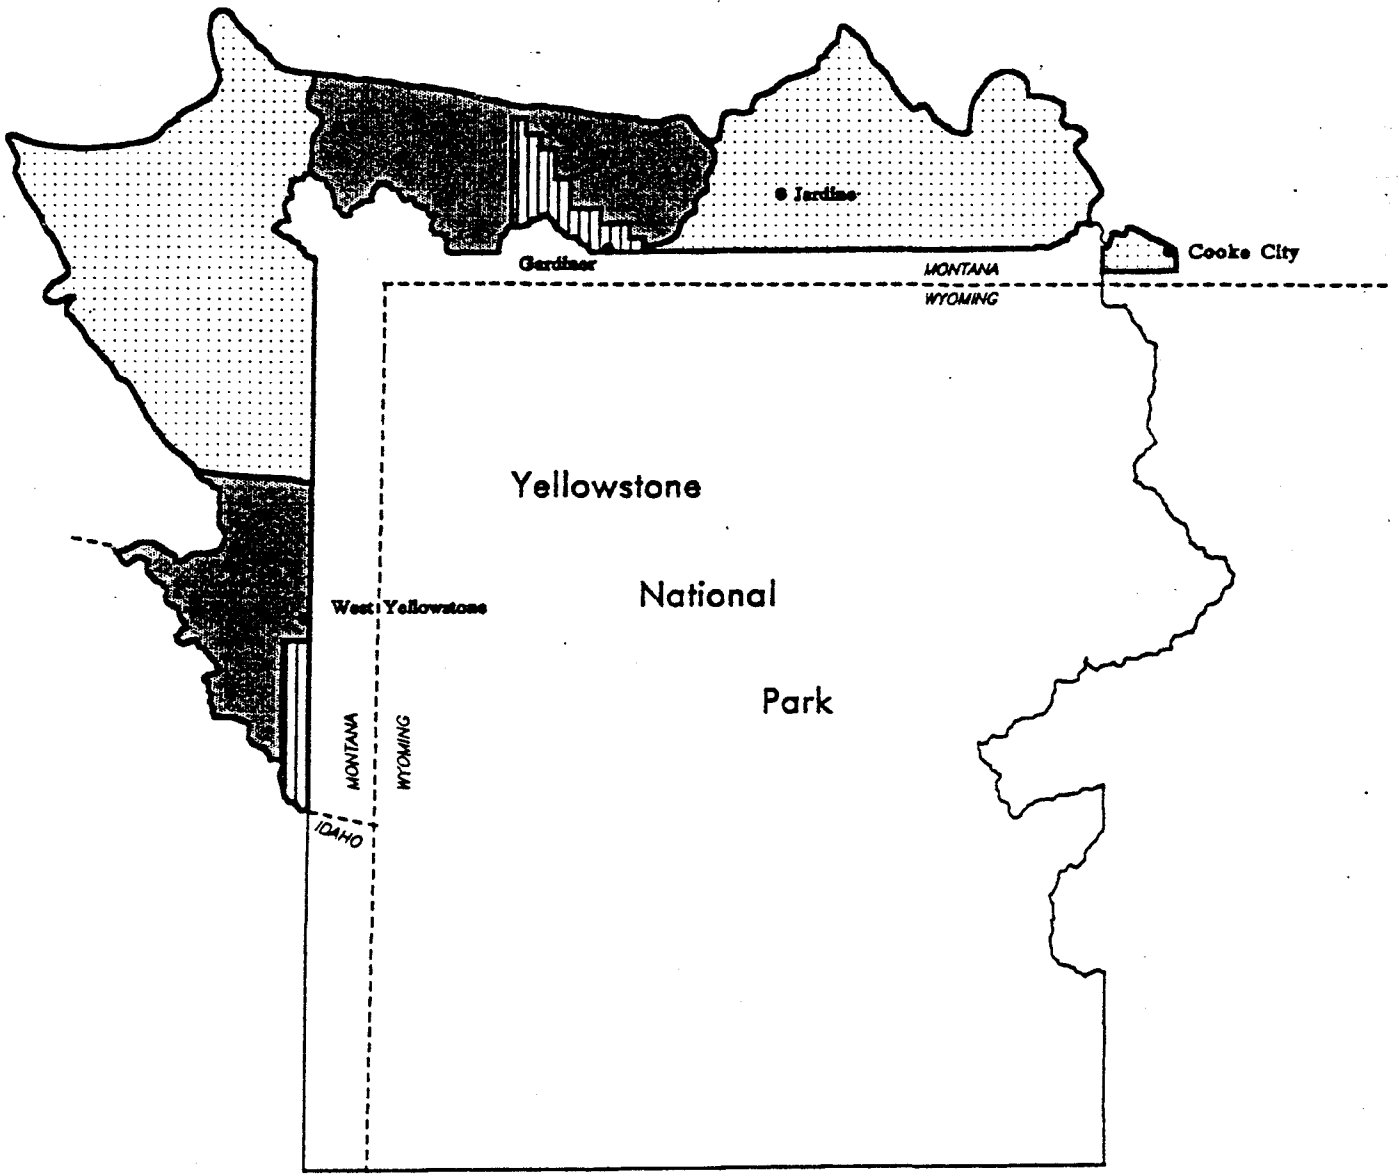 Jardine
Cooke City
Gardiner
MONTANA
WYOMING
Yellowstone
National
Park
West Yellowstone
MONTANA
WYOMING
IDAHO